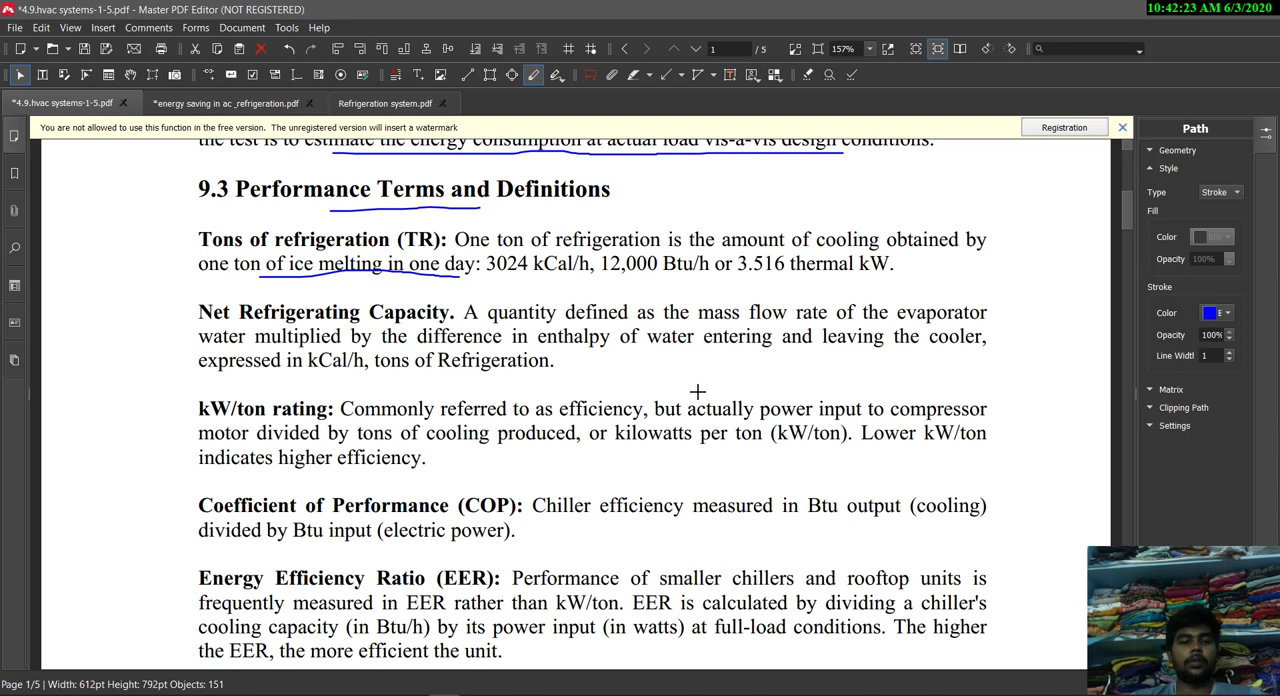 *4.9.hvac systems-1-5.pdf - Master PDF Editor (NOT REGISTERED)
10:42:23 AM 6/3/2020
File Edit View Insert Comments Forms Document Tools Help
1 / 5 157%
*4.9.hvac systems-1-5.pdf *energy saving in ac _refrigeration.pdf Refrigeration system.pdf
You are not allowed to use this function in the free version. The unregistered version will insert a watermark Registration
the test is to estimate the energy consumption at actual load vis-a-vis design conditions.
9.3 Performance Terms and Definitions
Tons of refrigeration (TR): One ton of refrigeration is the amount of cooling obtained by
one ton of ice melting in one day: 3024 kCal/h, 12,000 Btu/h or 3.516 thermal kW.
Net Refrigerating Capacity. A quantity defined as the mass flow rate of the evaporator
water multiplied by the difference in enthalpy of water entering and leaving the cooler,
expressed in kCal/h, tons of Refrigeration.
kW/ton rating: Commonly referred to as efficiency, but actually power input to compressor
motor divided by tons of cooling produced, or kilowatts per ton (kW/ton). Lower kW/ton
indicates higher efficiency.
Coefficient of Performance (COP): Chiller efficiency measured in Btu output (cooling)
divided by Btu input (electric power).
Energy Efficiency Ratio (EER): Performance of smaller chillers and rooftop units is
frequently measured in EER rather than kW/ton. EER is calculated by dividing a chiller's
cooling capacity (in Btu/h) by its power input (in watts) at full-load conditions. The higher
the EER, the more efficient the unit.
Path
Geometry
Style
Type Stroke
Fill
Color
Opacity 100%
Stroke
Color
Opacity 100%
Line Widtl 1
Matrix
Clipping Path
Settings
Page 1/5 | Width: 612pt Height: 792pt Objects: 151